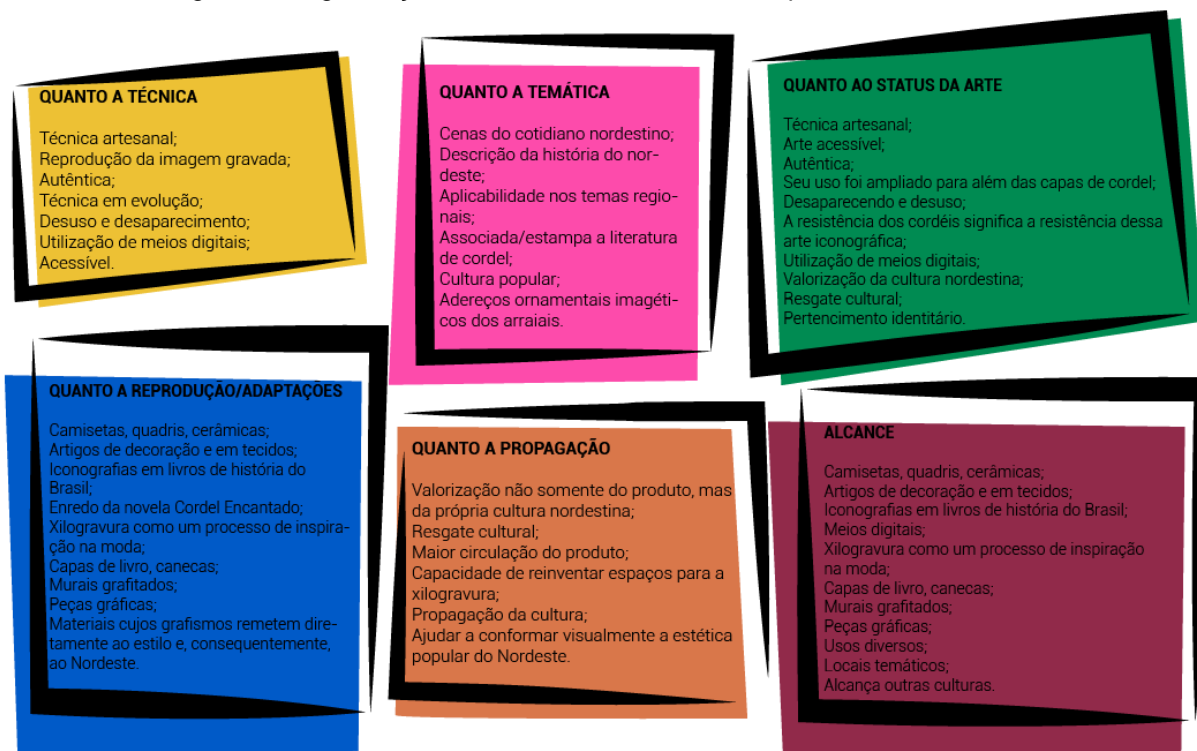 QUANTO A TÉCNICA
Técnica artesanal;
Reprodução da imagem gravada;
Autêntica;
Técnica em evolução;
Desuso e desaparecimento;
Utilização de meios digitais;
Acessível.
QUANTO A TEMÁTICA
Cenas do cotidiano nordestino;
Descrição da história do nor-
deste;
Aplicabilidade nos temas regio-
nais;
Associada/estampa a literatura
de cordel;
Cultura popular;
Adereços ornamentais imagéti-
cos dos arraiais.
QUANTO AO STATUS DA ARTE
Técnica artesanal;
Arte acessível;
Autêntica;
Seu uso foi ampliado para além das capas de cordel;
Desaparecendo e desuso;
A resistência dos cordéis significa a resistência dessa
arte iconográfica;
Utilização de meios digitais;
Valorização da cultura nordestina;
Resgate cultural;
Pertencimento identitário.
QUANTO A REPRODUÇÃO/ADAPTAÇÕES
Camisetas, quadris, cerâmicas;
Artigos de decoração e em tecidos;
Iconografias em livros de história do
Brasil;
Enredo da novela Cordel Encantado;
Xilogravura como um processo de inspira-
ção na moda;
Capas de livro, canecas;
Murais grafitados;
Peças gráficas;
Materiais cujos grafismos remetem dire-
tamente ao estilo e, consequentemente,
ao Nordeste.
QUANTO A PROPAGAÇÃO
Valorização não somente do produto, mas
da própria cultura nordestina;
Resgate cultural;
Maior circulação do produto;
Capacidade de reinventar espaços para a
xilogravura;
Propagação da cultura;
Ajudar a conformar visualmente a estética
popular do Nordeste.
ALCANCE
Camisetas, quadris, cerâmicas;
Artigos de decoração e em tecidos;
Iconografias em livros de história do Brasil;
Meios digitais;
Xilogravura como um processo de inspiração
na moda;
Capas de livro, canecas;
Murais grafitados;
Peças gráficas;
Usos diversos;
Locais temáticos;
Alcança outras culturas.